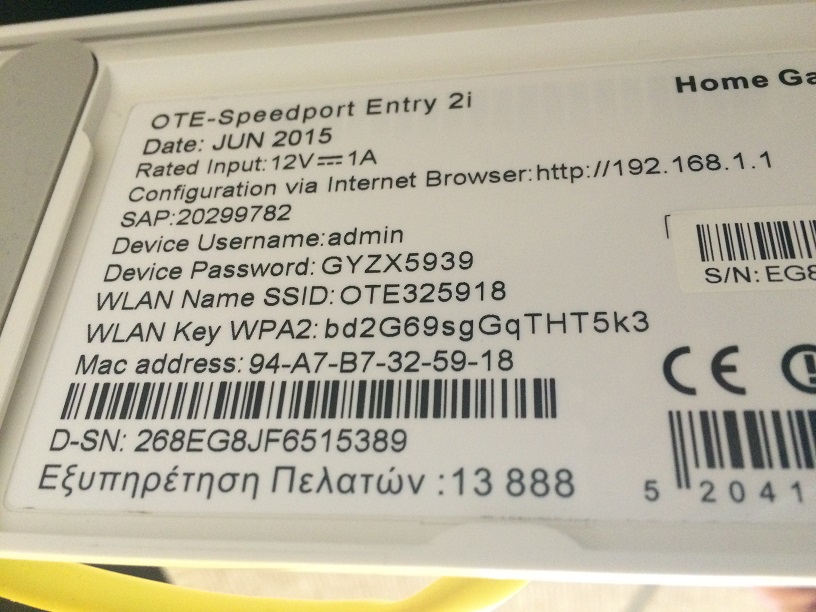 Home Ga
OTE-Speedport Entry 2i
Date: JUN 2015
Rated Input: 12V⎓1A
Configuration via Internet Browser:http://192.168.1.1
SAP:20299782
Device Username:admin
Device Password: GYZX5939
WLAN Name SSID: OTE325918
WLAN Key WPA2: bd2G69sgGqTHT5k3
Mac address: 94-A7-B7-32-59-18
D-SN: 268EG8JF6515389
Εξυπηρέτηση Πελατών :13 888
S/N: EG8
CE
5 2041